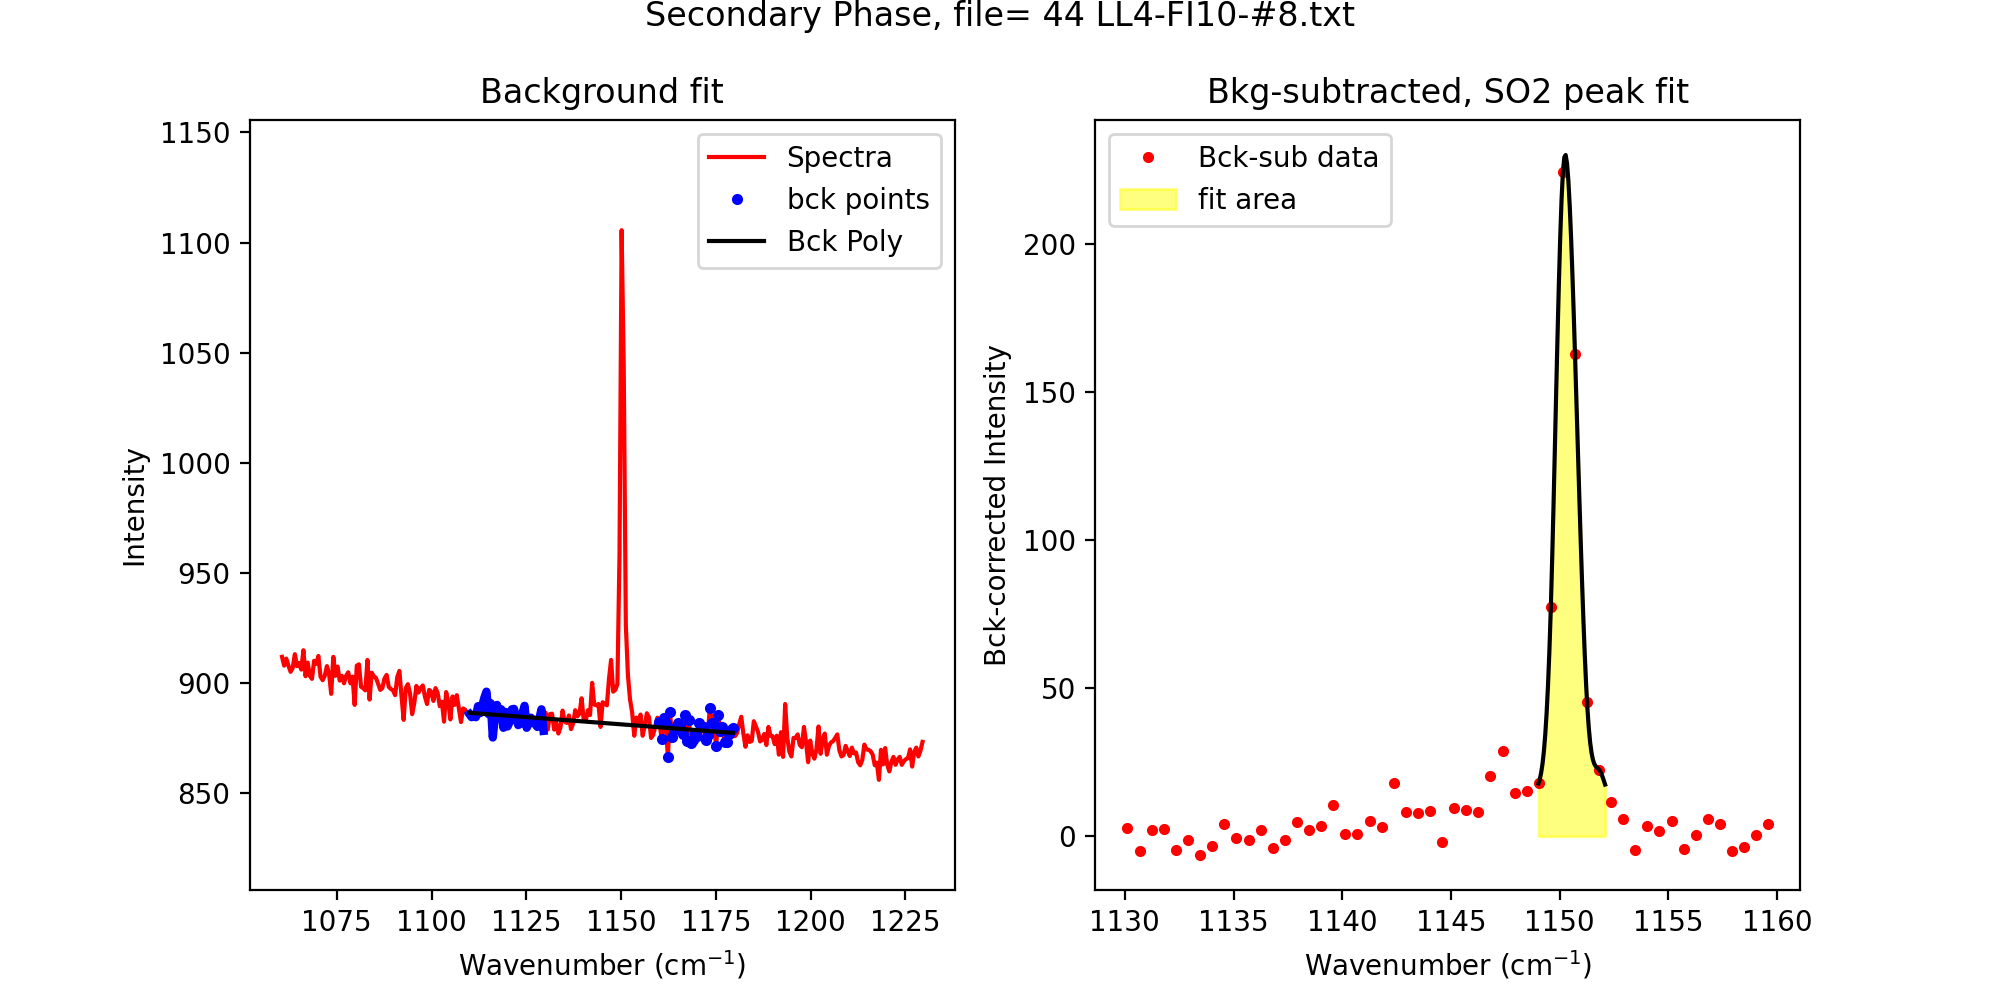 Secondary Phase, file= 44 LL4-FI10-#8.txt
Background fit
1150
1100
1050
1000
950
900
850
Intensity
Spectra
bck points
Bck Poly
1075 1100 1125 1150 1175 1200 1225
Wavenumber (cm⁻¹)
Bkg-subtracted, SO2 peak fit
200
150
100
50
0
Bck-corrected Intensity
Bck-sub data
fit area
1130 1135 1140 1145 1150 1155 1160
Wavenumber (cm⁻¹)